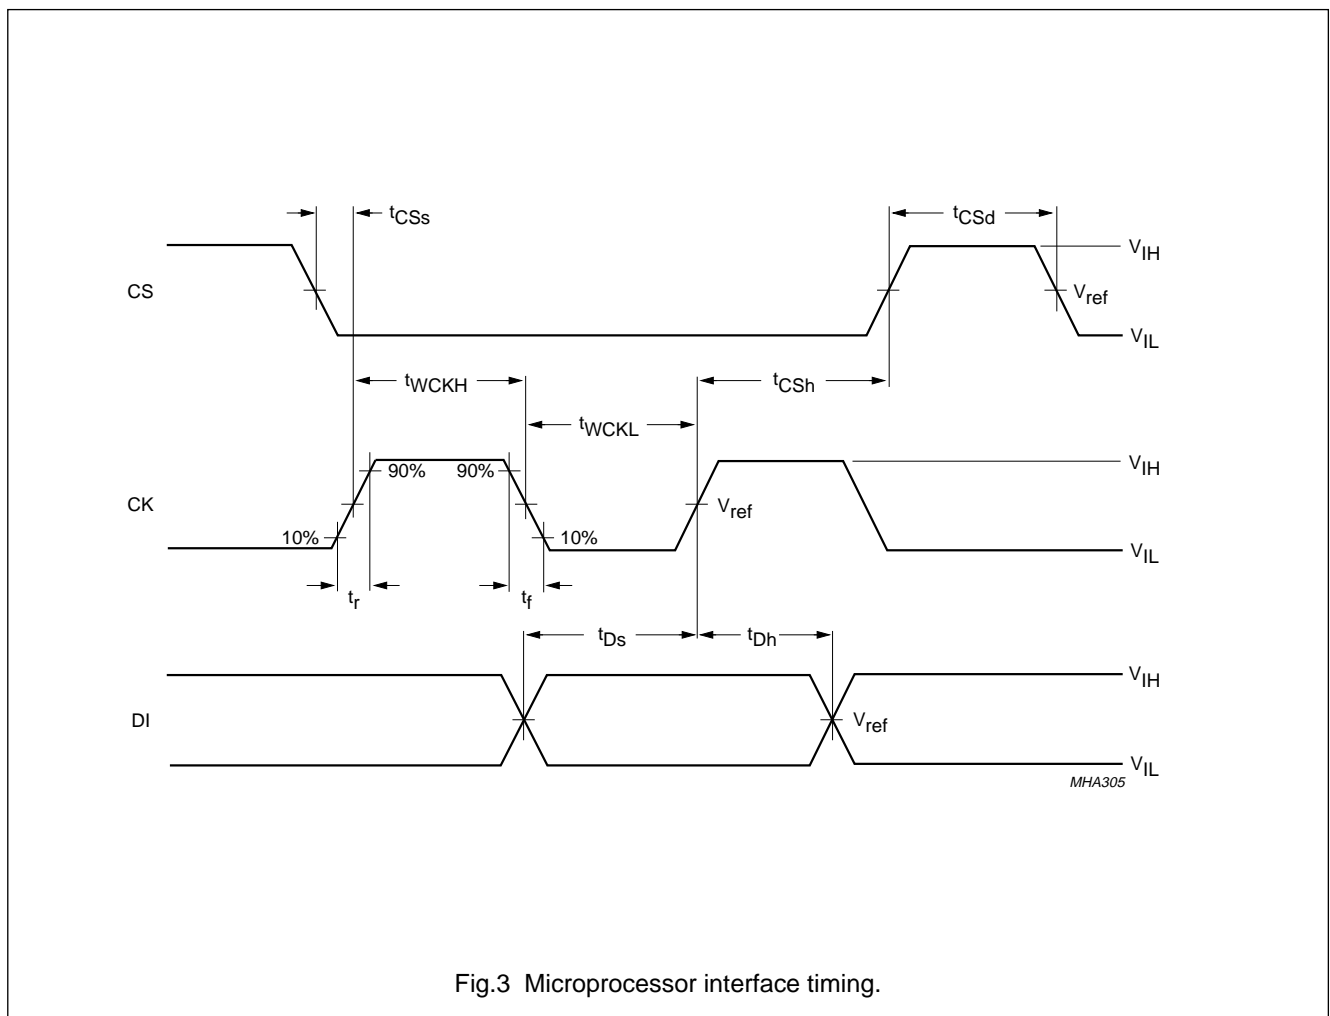 tCSs
tCSd
VIH
CS
Vref
VIL
tWCKH
tCSh
tWCKL
90% 90%
VIH
CK
Vref
10% 10%
VIL
tr tf
tDs tDh
VIH
DI
Vref
VIL
MHA305
Fig.3 Microprocessor interface timing.